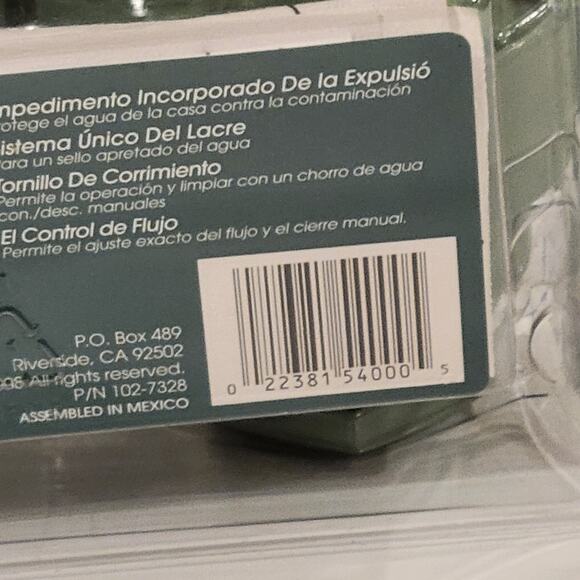 mpedimento Incorporado De la Expulsió
rotege el agua de la casa contra la contaminación
istema Único Del Lacre
ara un sello apretado del agua
Tornillo De Corrimiento
Permite la operación y limpiar con un chorro de agua
con./desc. manuales
El Control de Flujo
Permite el ajuste exacto del flujo y el cierre manual.
P.O. Box 489
Riverside, CA 92502
98 All rights reserved.
P/N 102-7328
ASSEMBLED IN MEXICO
0 22381 54000 5